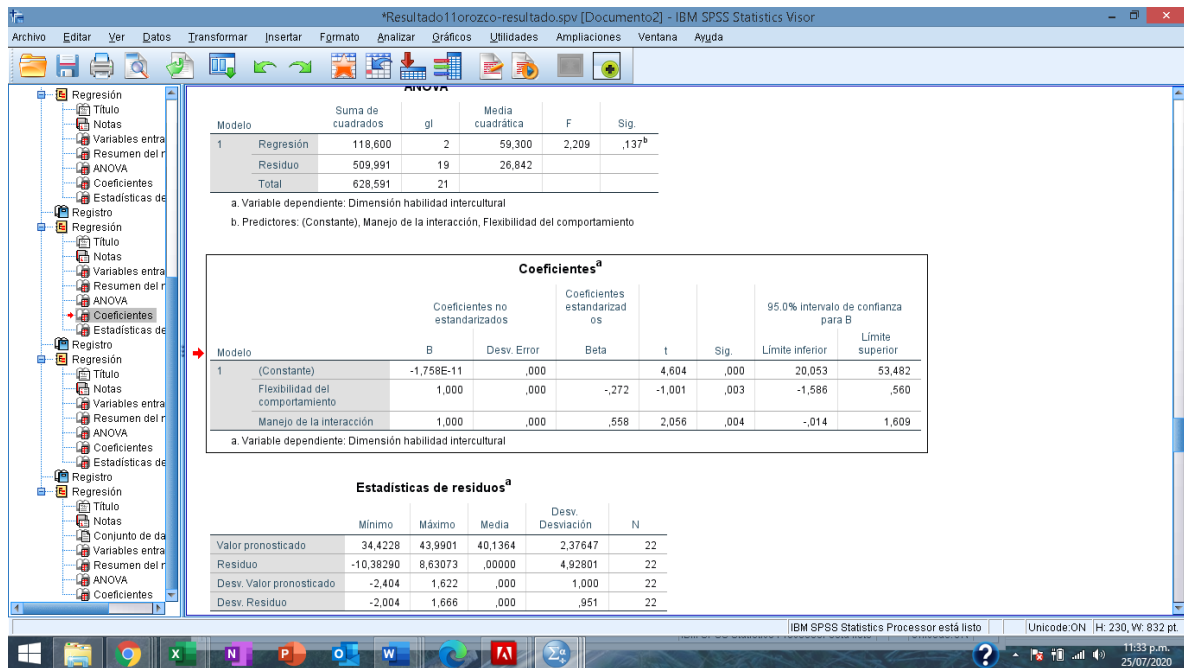 *Resultado11orozco-resultado.spv [Documento2] - IBM SPSS Statistics Visor
Archivo Editar Ver Datos Transformar Insertar Formato Analizar Gráficos Utilidades Ampliaciones Ventana Ayuda
Regresión
Título
Notas
Variables entra
Resumen del r
ANOVA
Coeficientes
Estadísticas de
Registro
Regresión
Título
Notas
Variables entra
Resumen del r
ANOVA
Coeficientes
Estadísticas de
Registro
Regresión
Título
Notas
Variables entra
Resumen del r
ANOVA
Coeficientes
Estadísticas de
Registro
Regresión
Título
Notas
Conjunto de da
Variables entra
Resumen del r
ANOVA
Coeficientes
ANOVA
Modelo Suma de cuadrados gl Media cuadrática F Sig.
1 Regresión 118,600 2 59,300 2,209 ,137b
Residuo 509,991 19 26,842
Total 628,591 21
a. Variable dependiente: Dimensión habilidad intercultural
b. Predictores: (Constante), Manejo de la interacción, Flexibilidad del comportamiento
Coeficientesa
Coeficientes no estandarizados Coeficientes estandarizad os 95.0% intervalo de confianza para B
Modelo B Desv. Error Beta t Sig. Límite inferior Límite superior
1 (Constante) -1,758E-11 ,000 4,604 ,000 20,053 53,482
Flexibilidad del comportamiento 1,000 ,000 -,272 -1,001 ,003 -1,586 ,560
Manejo de la interacción 1,000 ,000 ,558 2,056 ,004 -,014 1,609
a. Variable dependiente: Dimensión habilidad intercultural
Estadísticas de residuosa
Mínimo Máximo Media Desv. Desviación N
Valor pronosticado 34,4228 43,9901 40,1364 2,37647 22
Residuo -10,38290 8,63073 ,00000 4,92801 22
Desv. Valor pronosticado -2,404 1,622 ,000 1,000 22
Desv. Residuo -2,004 1,666 ,000 ,951 22
IBM SPSS Statistics Processor está listo Unicode:ON H: 230, W: 832 pt.
11:33 p.m.
25/07/2020